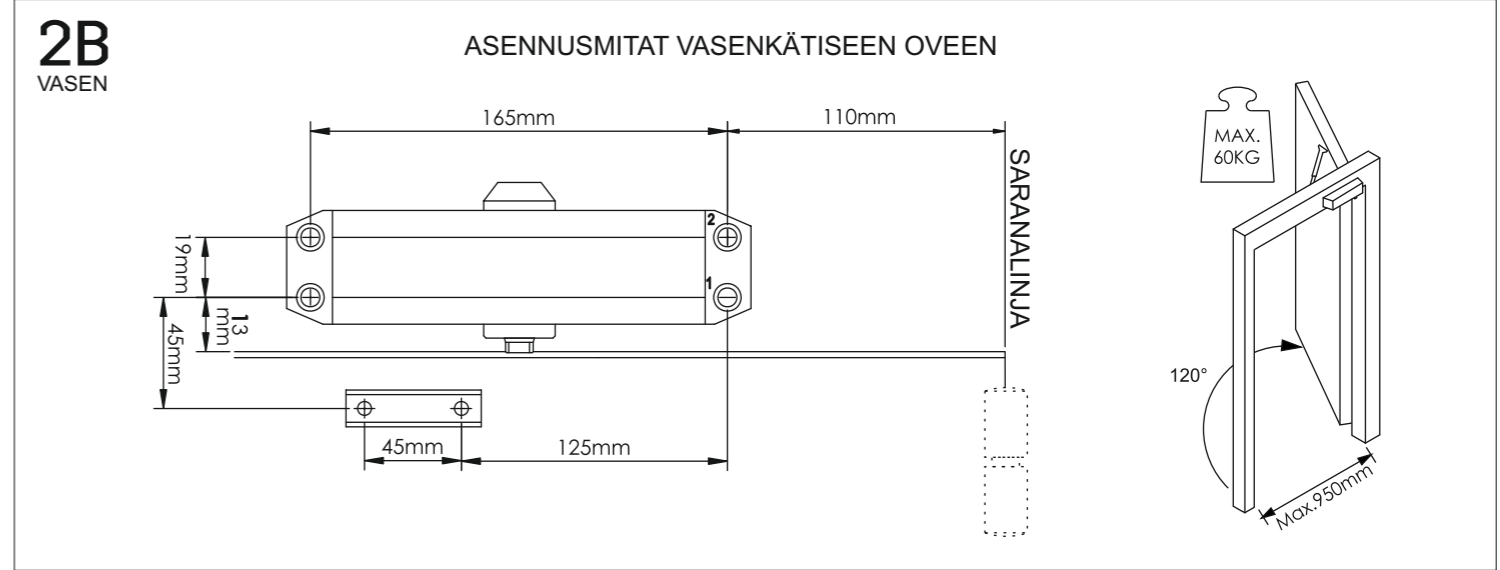 2B
VASEN
ASENNUSMITAT VASENKÄTISEEN OVEEN
165mm
110mm
SARANALINJA
MAX.
60KG
2
1
19mm
13
mm
45mm
45mm
125mm
120°
Max.950mm